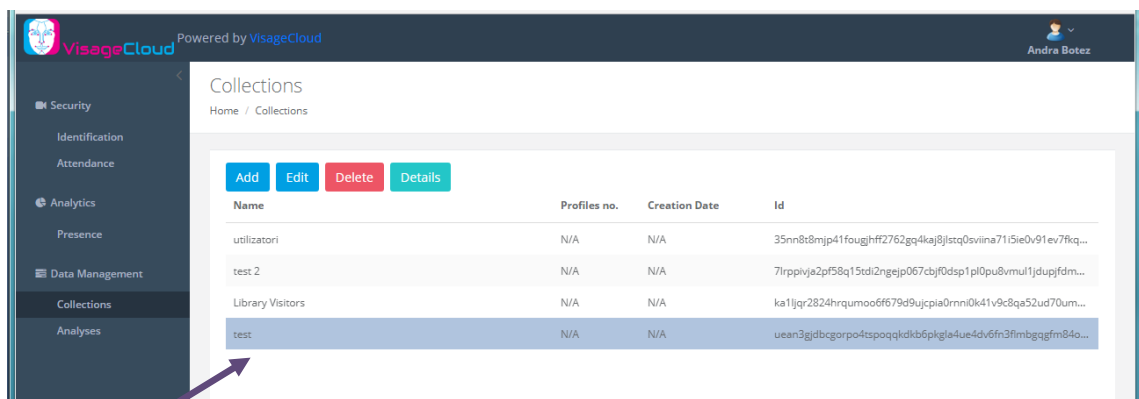 VisageCloud Powered by VisageCloud
Andra Botez
Security
Identification
Attendance
Analytics
Presence
Data Management
Collections
Analyses
Collections
Home / Collections
Add Edit Delete Details
Name Profiles no. Creation Date Id
utilizatori N/A N/A 35nn8t8mjp41fougjhff2762gq4kaj8jlstq0sviina71i5ie0v91ev7fkq...
test 2 N/A N/A 7lrppivja2pf58q15tdi2ngejp067cbjf0dsp1pl0pu8vmul1jdupjfdm...
Library Visitors N/A N/A ka1ljqr2824hrqumoo6f679d9ujcpia0rnni0k41v9c8qa52ud70um...
test N/A N/A uean3gjdbcgorpo4tspoqqkdkb6pkgla4ue4dv6fn3flmbgqgfm84o...